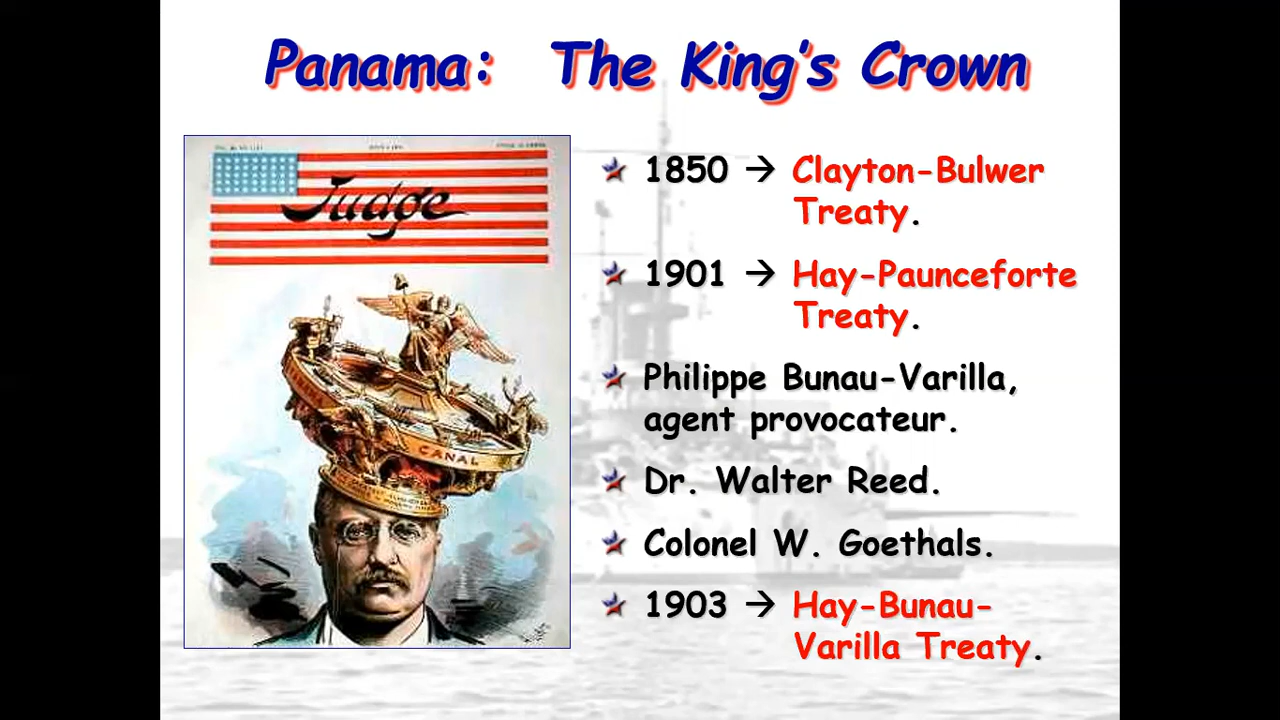 Panama: The King's Crown
Judge
CANAL
1850 → Clayton-Bulwer
Treaty.
1901 → Hay-Paunceforte
Treaty.
Philippe Bunau-Varilla,
agent provocateur.
Dr. Walter Reed.
Colonel W. Goethals.
1903 → Hay-Bunau-
Varilla Treaty.